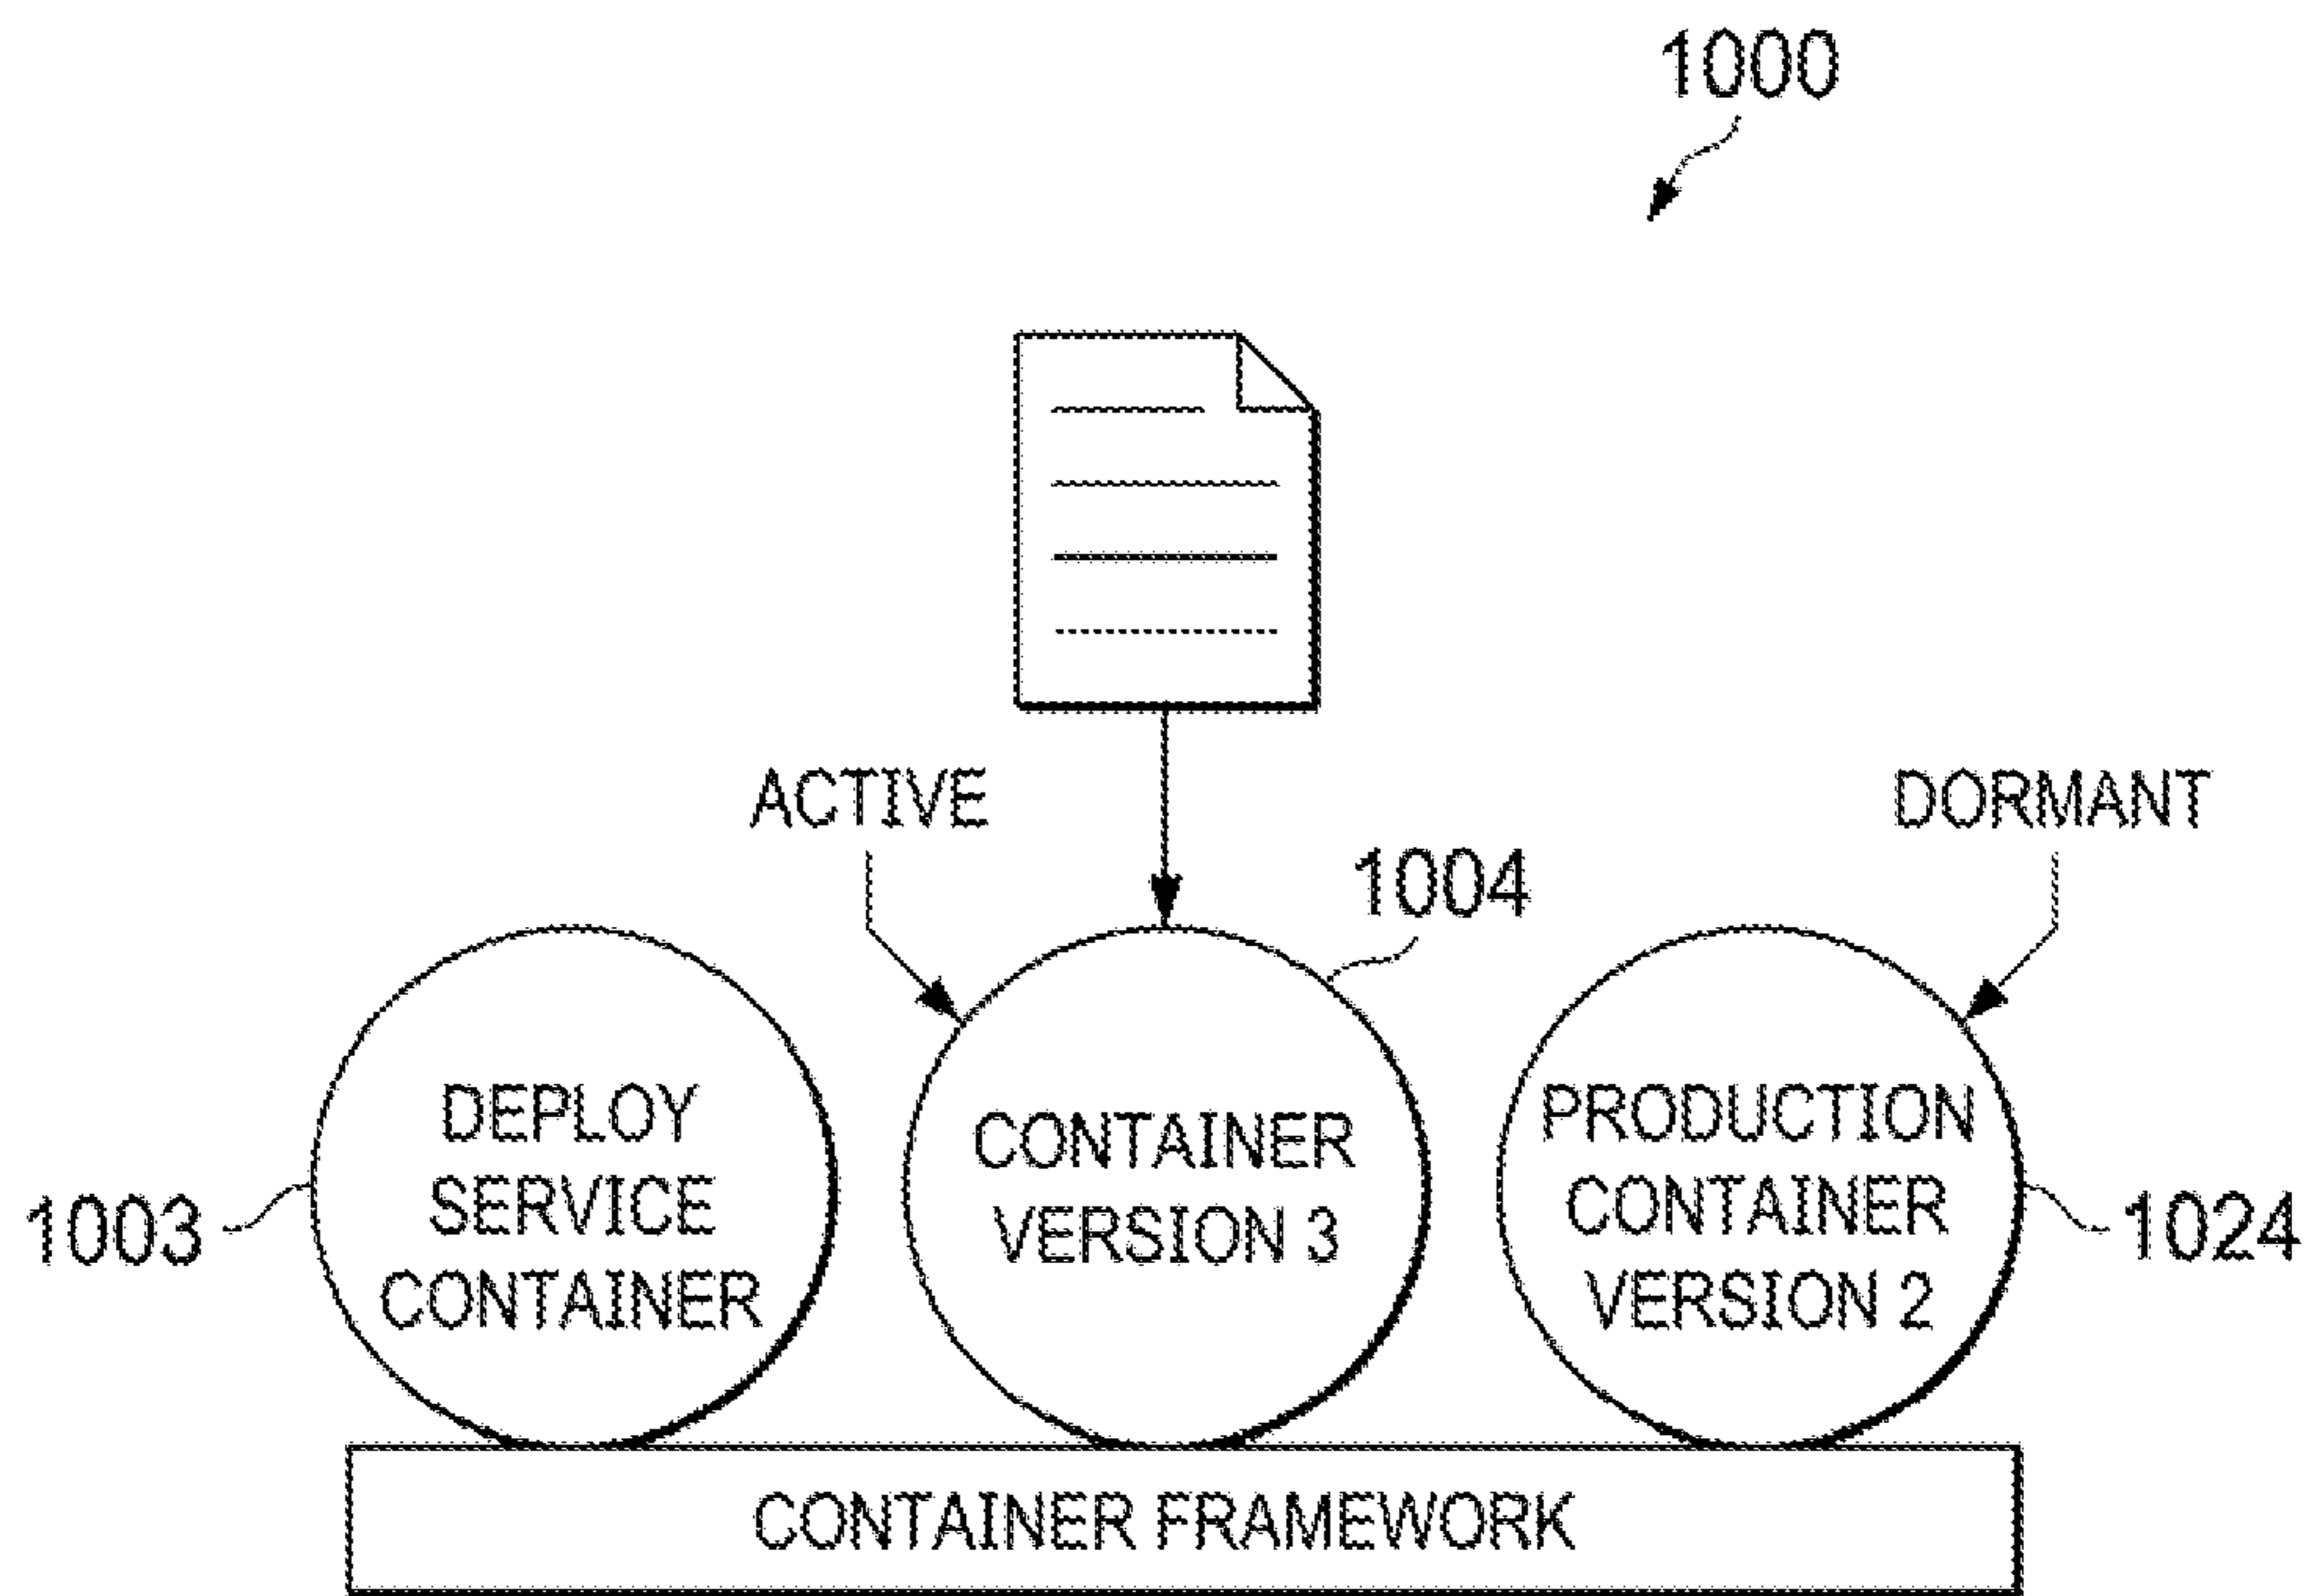 1000
ACTIVE
DORMANT
1004
DEPLOY
SERVICE
CONTAINER
CONTAINER
VERSION 3
PRODUCTION
CONTAINER
VERSION 2
1003
1024
CONTAINER FRAMEWORK